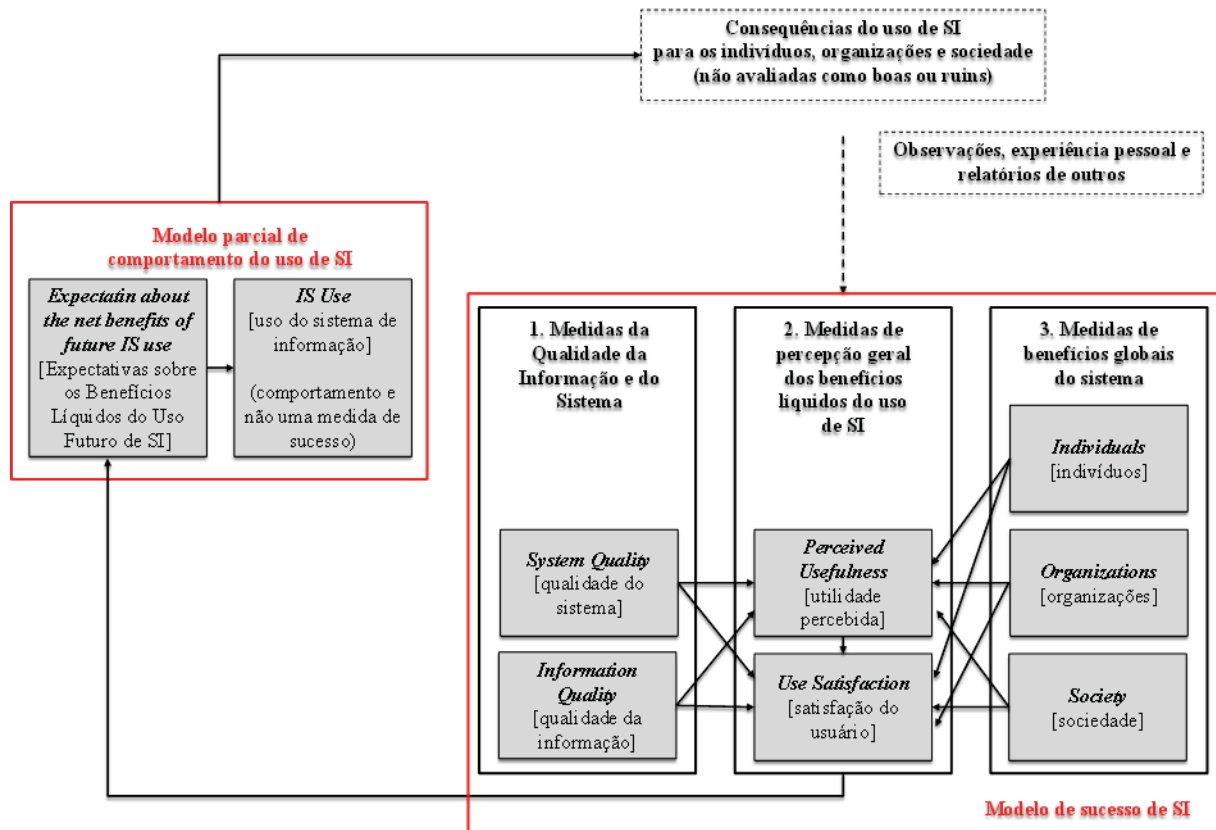 Consequências do uso de SI
para os indivíduos, organizações e sociedade
(não avaliadas como boas ou ruins)
Observações, experiência pessoal e
relatórios de outros
Modelo parcial de
comportamento do uso de SI
Expectatin about
the net benefits of
future IS use
[Expectativas sobre
os Benefícios
Líquidos do Uso
Futuro de SI]
IS Use
[uso do sistema de
informação]
(comportamento e
não uma medida de
sucesso)
1. Medidas da
Qualidade da
Informação e do
Sistema
2. Medidas de
percepção geral
dos benefícios
líquidos do uso
de SI
3. Medidas de
benefícios globais
do sistema
System Quality
[qualidade do
sistema]
Information
Quality
[qualidade da
informação]
Perceived
Usefulness
[utilidade
percebida]
Use Satisfaction
[satisfação do
usuário]
Individuals
[indivíduos]
Organizations
[organizações]
Society
[sociedade]
Modelo de sucesso de SI